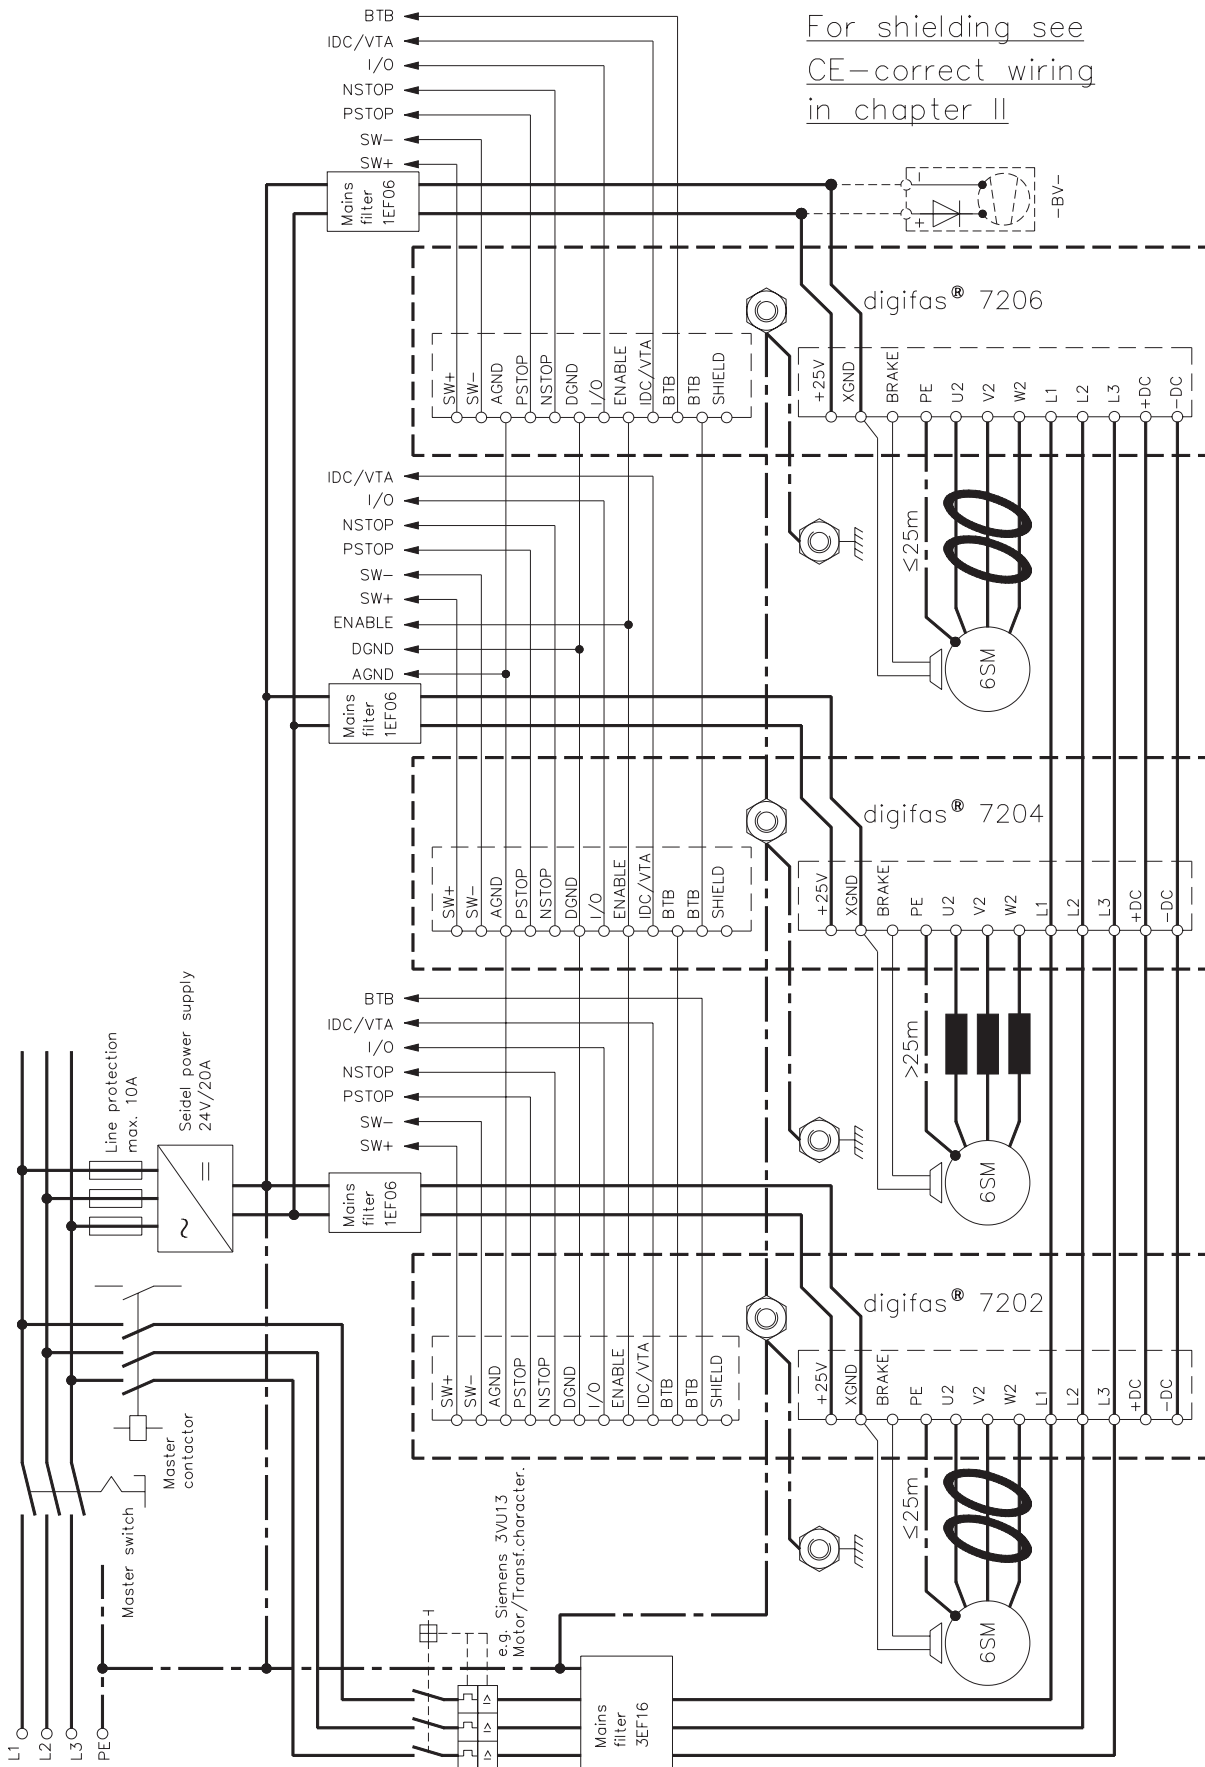 BTB
IDC/VTA
I/O
NSTOP
PSTOP
SW-
SW+
For shielding see
CE-correct wiring
in chapter II
Mains
filter
1EF06
+
-
-BV-
digifas® 7206
SW+
SW-
AGND
PSTOP
NSTOP
DGND
I/O
ENABLE
IDC/VTA
BTB
BTB
SHIELD
+25V
XGND
BRAKE
PE
U2
V2
W2
L1
L2
L3
+DC
-DC
IDC/VTA
I/O
NSTOP
PSTOP
SW-
SW+
ENABLE
DGND
AGND
≤25m
6SM
Mains
filter
1EF06
digifas® 7204
SW+
SW-
AGND
PSTOP
NSTOP
DGND
I/O
ENABLE
IDC/VTA
BTB
BTB
SHIELD
+25V
XGND
BRAKE
PE
U2
V2
W2
L1
L2
L3
+DC
-DC
BTB
IDC/VTA
I/O
NSTOP
PSTOP
SW-
SW+
>25m
6SM
Line protection
max. 10A
Seidel power supply
24V/20A
~
=
Mains
filter
1EF06
digifas® 7202
SW+
SW-
AGND
PSTOP
NSTOP
DGND
I/O
ENABLE
IDC/VTA
BTB
BTB
SHIELD
+25V
XGND
BRAKE
PE
U2
V2
W2
L1
L2
L3
+DC
-DC
≤25m
6SM
Master
contactor
Master switch
e.g. Siemens 3VU13
Motor/Transf.character.
I>
I>
I>
Mains
filter
3EF16
L1
L2
L3
PE